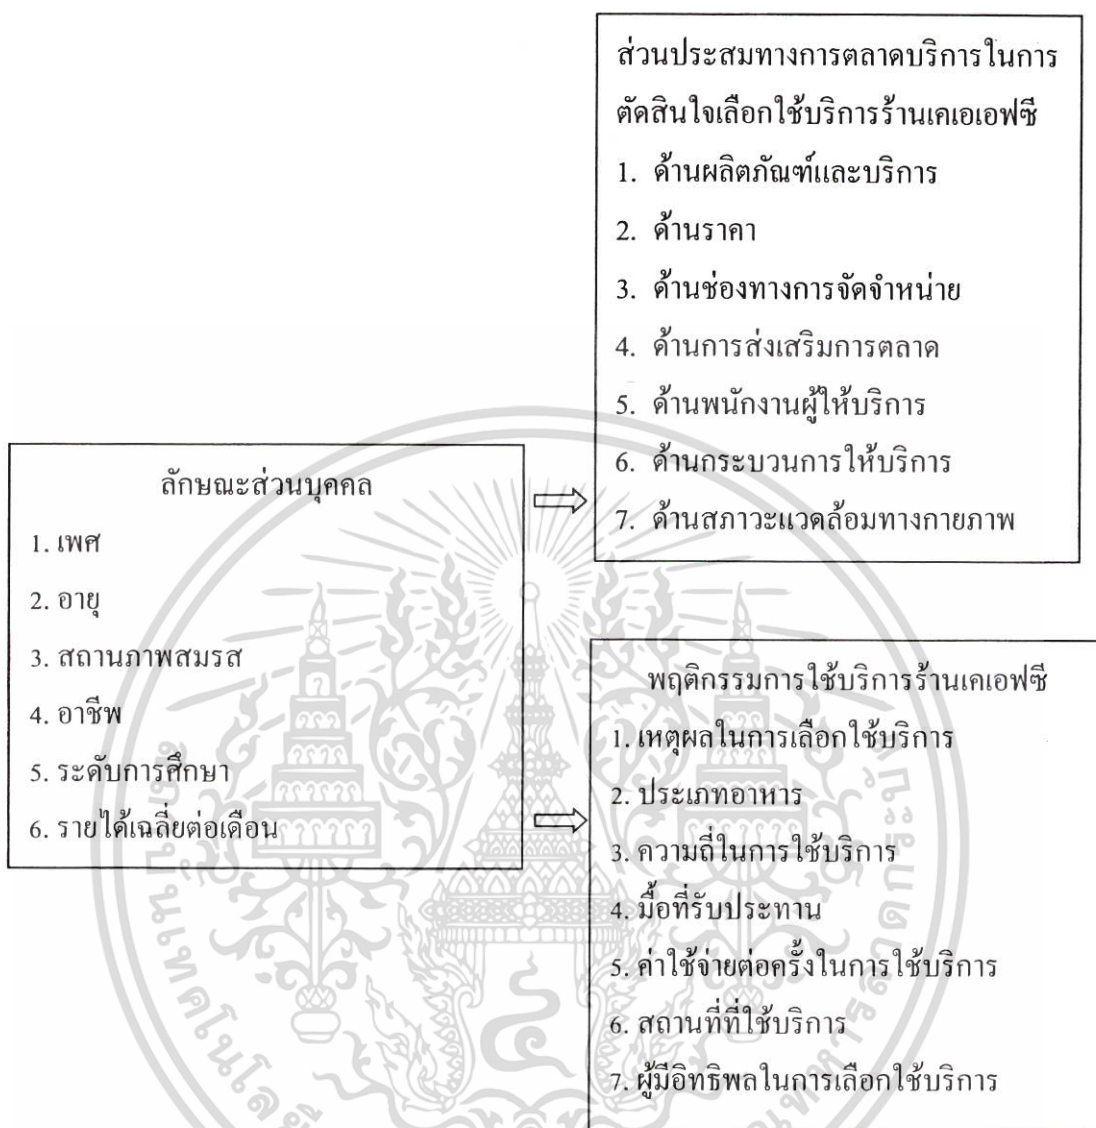 ส่วนประสมทางการตลาดบริการในการ
ตัดสินใจเลือกใช้บริการร้านเคเอเอฟซี
1. ด้านผลิตภัณฑ์และบริการ
2. ด้านราคา
3. ด้านช่องทางการจัดจำหน่าย
4. ด้านการส่งเสริมการตลาด
5. ด้านพนักงานผู้ให้บริการ
6. ด้านกระบวนการให้บริการ
7. ด้านสภาวะแวดล้อมทางกายภาพ
ลักษณะส่วนบุคคล
1. เพศ
2. อายุ
3. สถานภาพสมรส
4. อาชีพ
5. ระดับการศึกษา
6. รายได้เฉลี่ยต่อเดือน
พฤติกรรมการใช้บริการร้านเคเอฟซี
1. เหตุผลในการเลือกใช้บริการ
2. ประเภทอาหาร
3. ความถี่ในการใช้บริการ
4. มื้อที่รับประทาน
5. ค่าใช้จ่ายต่อครั้งในการใช้บริการ
6. สถานที่ที่ใช้บริการ
7. ผู้มีอิทธิพลในการเลือกใช้บริการ